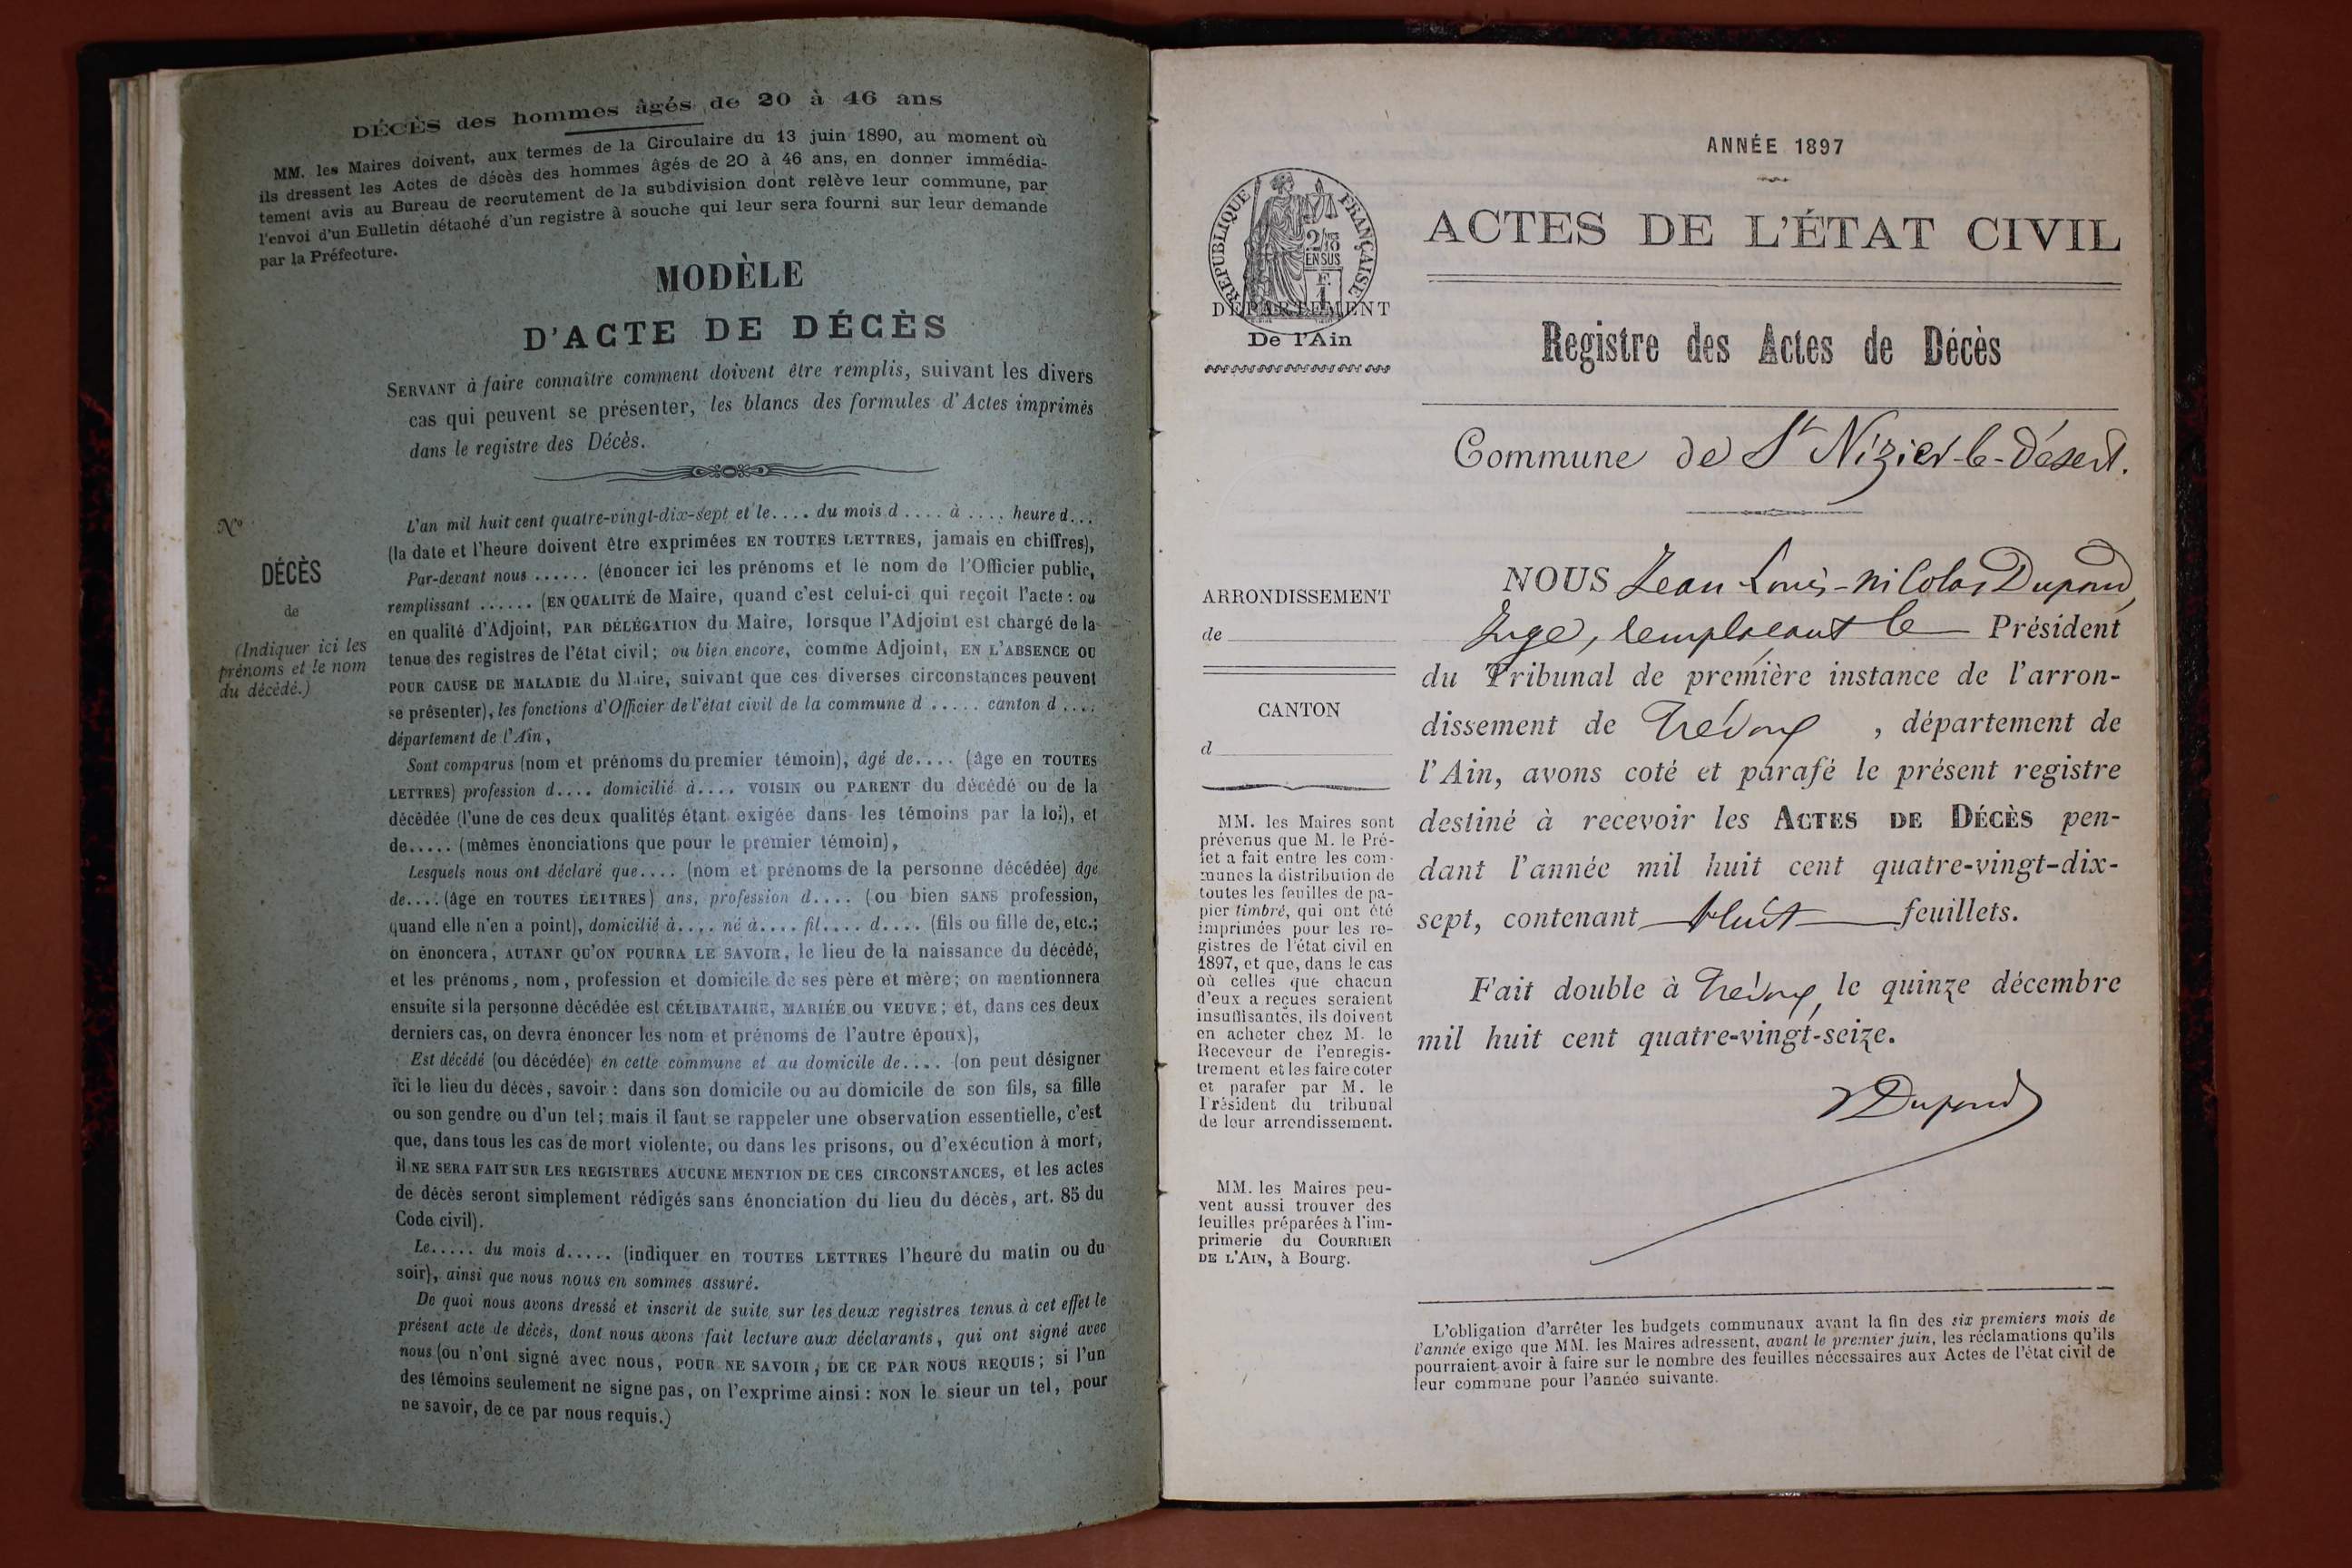 DÉCÈS des hommes âgés de 20 à 46 ans
MM. les Maires doivent, aux termes de la Circulaire du 13 juin 1890, au moment où
ils dressent les Actes de décès des hommes âgés de 20 à 46 ans, en donner immédia-
tement avis au Bureau de recrutement de la subdivision dont relève leur commune, par
l'envoi d'un Bulletin détaché d'un registre à souche qui leur sera fourni sur leur demande
par la Préfecture.
MODÈLE
D'ACTE DE DÉCÈS
SERVANT à faire connaître comment doivent être remplis, suivant les divers
cas qui peuvent se présenter, les blancs des formules d'Actes imprimés
dans le registre des Décès.
N°
DÉCÈS
de
(Indiquer ici les
prénoms et le nom
du décédé.)
L'an mil huit cent quatre-vingt-dix-sept et le.... du mois d .... à .... heure d...
(la date et l'heure doivent être exprimées EN TOUTES LETTRES, jamais en chiffres),
Par-devant nous ...... (énoncer ici les prénoms et le nom de l'Officier public,
remplissant ...... (EN QUALITÉ de Maire, quand c'est celui-ci qui reçoit l'acte : ou
en qualité d'Adjoint, PAR DÉLÉGATION du Maire, lorsque l'Adjoint est chargé de la
tenue des registres de l'état civil; ou bien encore, comme Adjoint, EN L'ABSENCE OU
POUR CAUSE DE MALADIE du Maire, suivant que ces diverses circonstances peuvent
se présenter), les fonctions d'Officier de l'état civil de la commune d ..... canton d ....
département de l'Ain,
Sont comparus (nom et prénoms du premier témoin), âgé de.... (âge en TOUTES
LETTRES) profession d.... domicilié à.... VOISIN OU PARENT du décédé ou de la
décédée (l'une de ces deux qualités étant exigée dans les témoins par la loi), et
de..... (mêmes énonciations que pour le premier témoin),
Lesquels nous ont déclaré que.... (nom et prénoms de la personne décédée) âgé
de.... (âge en TOUTES LETTRES) ans, profession d.... (ou bien SANS profession,
quand elle n'en a point), domicilié à.... né à.... fil.... d.... (fils ou fille de, etc.;
on énoncera, AUTANT QU'ON POURRA LE SAVOIR, le lieu de la naissance du décédé,
et les prénoms, nom, profession et domicile de ses père et mère; on mentionnera
ensuite si la personne décédée est CÉLIBATAIRE, MARIÉE OU VEUVE; et, dans ces deux
derniers cas, on devra énoncer les nom et prénoms de l'autre époux),
Est décédé (ou décédée) en cette commune et au domicile de.... (on peut désigner
ici le lieu du décès, savoir : dans son domicile ou au domicile de son fils, sa fille
ou son gendre ou d'un tel; mais il faut se rappeler une observation essentielle, c'est
que, dans tous les cas de mort violente, ou dans les prisons, ou d'exécution à mort,
il NE SERA FAIT SUR LES REGISTRES AUCUNE MENTION DE CES CIRCONSTANCES, et les actes
de décès seront simplement rédigés sans énonciation du lieu du décès, art. 85 du
Code civil).
Le..... du mois d..... (indiquer en TOUTES LETTRES l'heure du matin ou du
soir), ainsi que nous nous en sommes assuré.
De quoi nous avons dressé et inscrit de suite sur les deux registres tenus à cet effet le
présent acte de décès, dont nous avons fait lecture aux déclarants, qui ont signé avec
nous (ou n'ont signé avec nous, POUR NE SAVOIR, DE CE PAR NOUS REQUIS; si l'un
des témoins seulement ne signe pas, on l'exprime ainsi : NON le sieur un tel, pour
ne savoir, de ce par nous requis.)
ANNÉE 1897
RÉPUBLIQUE FRANÇAISE
2/10
EN SUS
DÉPARTEMENT
De l'Ain
ACTES DE L'ÉTAT CIVIL
Registre des Actes de Décès
Commune de St Nizier-le-Désert.
ARRONDISSEMENT
de
CANTON
d
MM. les Maires sont
prévenus que M. le Pré-
fet a fait entre les com-
munes la distribution de
toutes les feuilles de pa-
pier timbré, qui ont été
imprimées pour les re-
gistres de l'état civil en
1897, et que, dans le cas
où celles que chacun
d'eux a reçues seraient
insuffisantes, ils doivent
en acheter chez M. le
Receveur de l'enregis-
trement et les faire coter
et parafer par M. le
Président du tribunal
de leur arrondissement.
MM. les Maires peu-
vent aussi trouver des
feuilles préparées à l'im-
primerie du COURRIER
DE L'AIN, à Bourg.
NOUS Jean-Louis-Nicolas Dupond,
Juge, remplaçant le Président
du Tribunal de première instance de l'arron-
dissement de Trévoux, département de
l'Ain, avons coté et parafé le présent registre
destiné à recevoir les ACTES DE DÉCÈS pen-
dant l'année mil huit cent quatre-vingt-dix-
sept, contenant huit feuillets.
Fait double à Trévoux, le quinze décembre
mil huit cent quatre-vingt-seize.
Dupond
L'obligation d'arrêter les budgets communaux avant la fin des six premiers mois de
l'année exige que MM. les Maires adressent, avant le premier juin, les réclamations qu'ils
pourraient avoir à faire sur le nombre des feuilles nécessaires aux Actes de l'état civil de
leur commune pour l'année suivante.